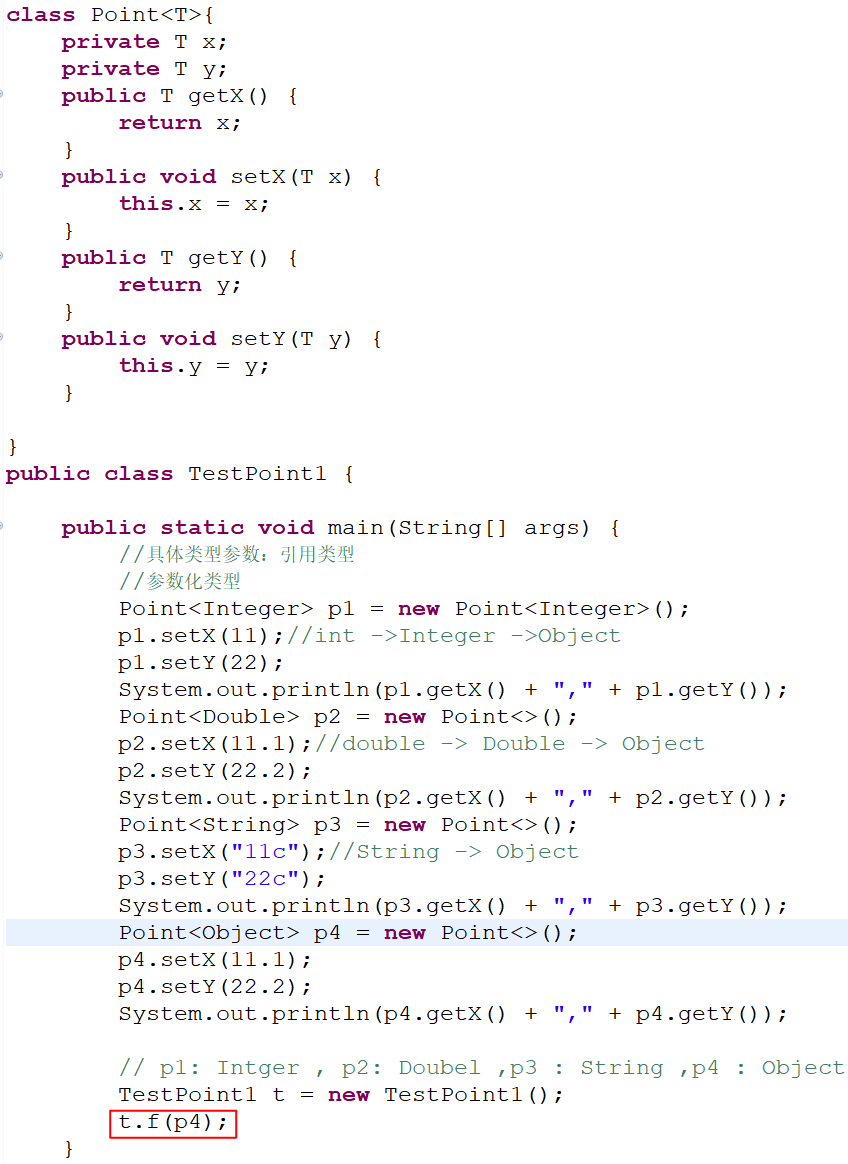 class Point<T>{
    private T x;
    private T y;
    public T getX() {
        return x;
    }
    public void setX(T x) {
        this.x = x;
    }
    public T getY() {
        return y;
    }
    public void setY(T y) {
        this.y = y;
    }
}
public class TestPoint1 {
    public static void main(String[] args) {
        //具体类型参数：引用类型
        //参数化类型
        Point<Integer> p1 = new Point<Integer>();
        p1.setX(11);//int ->Integer ->Object
        p1.setY(22);
        System.out.println(p1.getX() + "," + p1.getY());
        Point<Double> p2 = new Point<>();
        p2.setX(11.1);//double -> Double -> Object
        p2.setY(22.2);
        System.out.println(p2.getX() + "," + p2.getY());
        Point<String> p3 = new Point<>();
        p3.setX("11c");//String -> Object
        p3.setY("22c");
        System.out.println(p3.getX() + "," + p3.getY());
        Point<Object> p4 = new Point<>();
        p4.setX(11.1);
        p4.setY(22.2);
        System.out.println(p4.getX() + "," + p4.getY());
        // p1: Intger , p2: Doubel ,p3 : String ,p4 : Object
        TestPoint1 t = new TestPoint1();
        t.f(p4);
    }